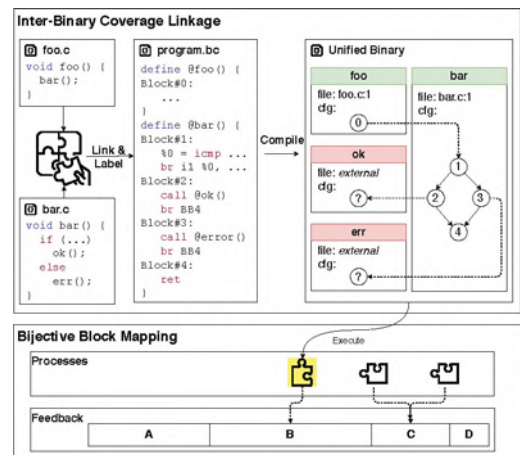 Inter-Binary Coverage Linkage
foo.c
void foo() {
bar();
}
Link &
Label
bar.c
void bar() {
if (...)
ok();
else
err();
}
program.bc
define @foo() {
Block#0:
...
}
define @bar() {
Block#1:
%0 = icmp ...
br i1 %0, ...
Block#2:
call @ok()
br BB4
Block#3:
call @error()
br BB4
Block#4:
ret
}
Compile
Unified Binary
foo
file: foo.c:1
cfg:
0
ok
file: external
cfg:
?
err
file: external
cfg:
?
bar
file: bar.c:1
cfg:
1
2
3
4
Execute
Bijective Block Mapping
Processes
Feedback
A
B
C
D